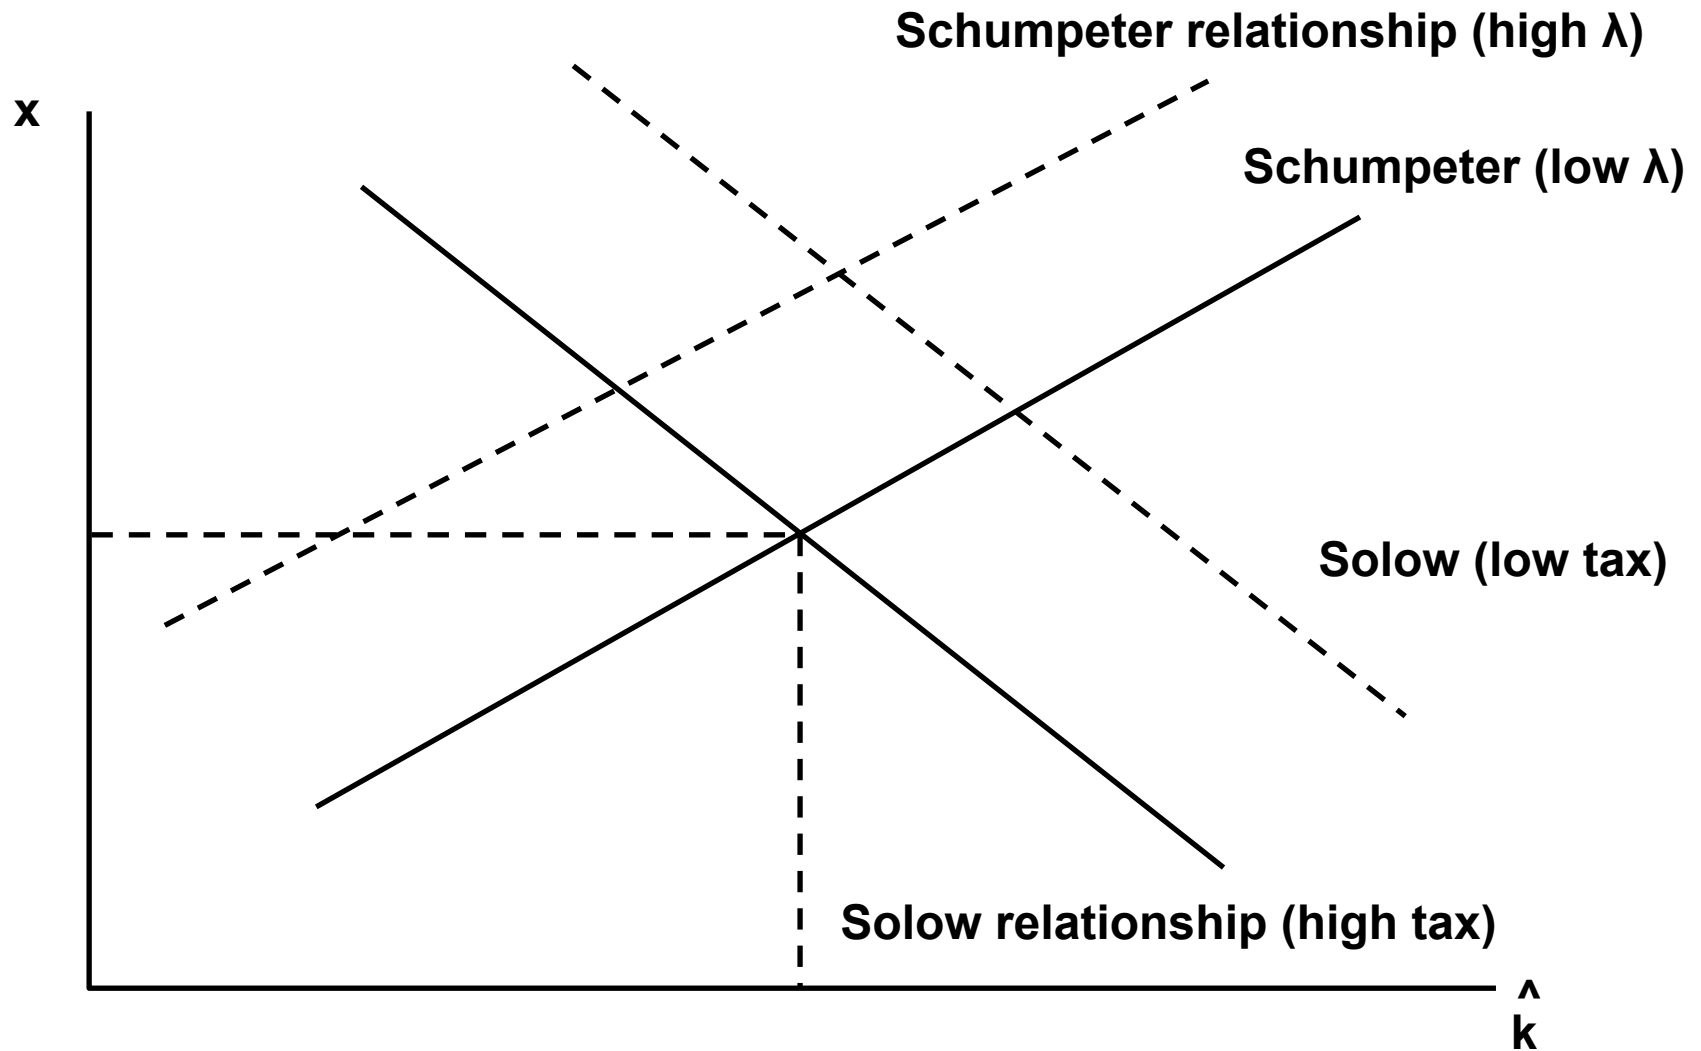 Schumpeter relationship (high λ)
x
Schumpeter (low λ)
Solow (low tax)
Solow relationship (high tax)
^
k